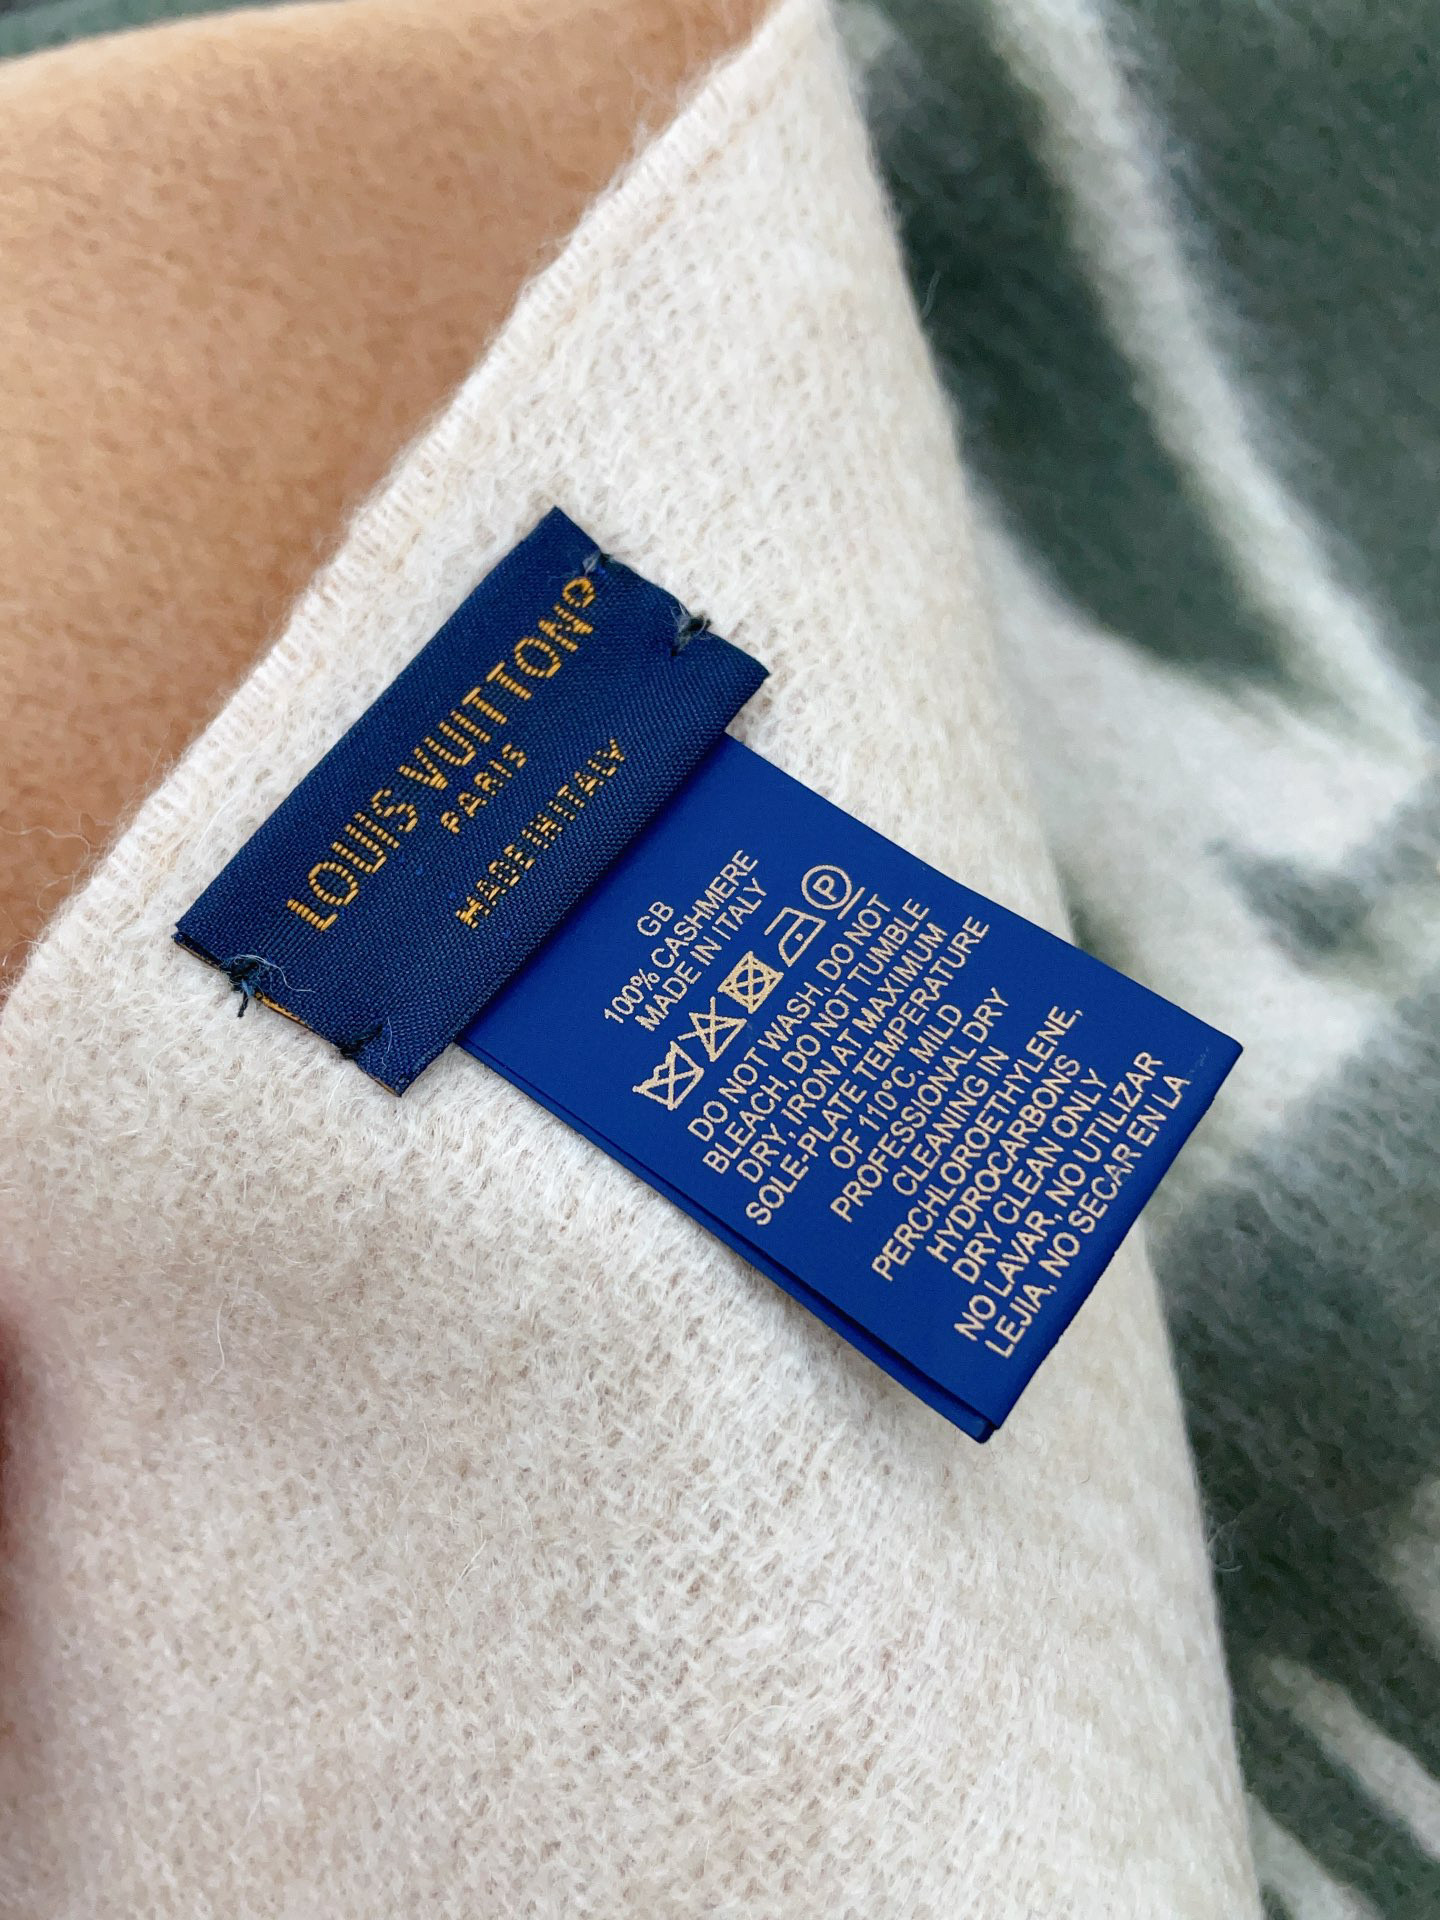 LOUIS VUITTON®
PARIS
MADE IN ITALY
GB
100% CASHMERE
MADE IN ITALY
P
DO NOT WASH, DO NOT
BLEACH, DO NOT TUMBLE
DRY, IRON AT MAXIMUM
SOLE-PLATE TEMPERATURE
OF 110°C, MILD
PROFESSIONAL DRY
CLEANING IN
PERCHLOROETHYLENE,
HYDROCARBONS
DRY CLEAN ONLY
NO LAVAR, NO UTILIZAR
LEJIA, NO SECAR EN LA